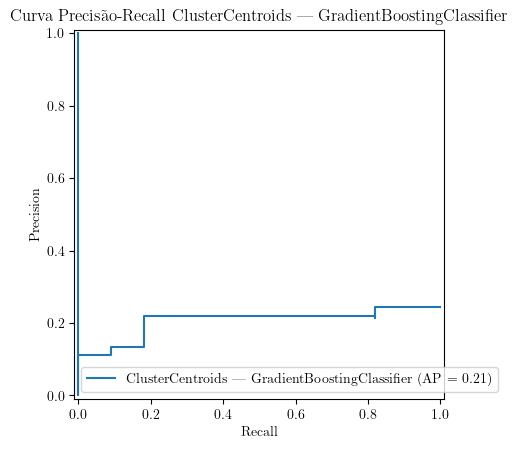 Curva Precisão-Recall ClusterCentroids — GradientBoostingClassifier
1.0
0.8
0.6
0.4
0.2
0.0
Precision
ClusterCentroids — GradientBoostingClassifier (AP = 0.21)
0.0 0.2 0.4 0.6 0.8 1.0
Recall